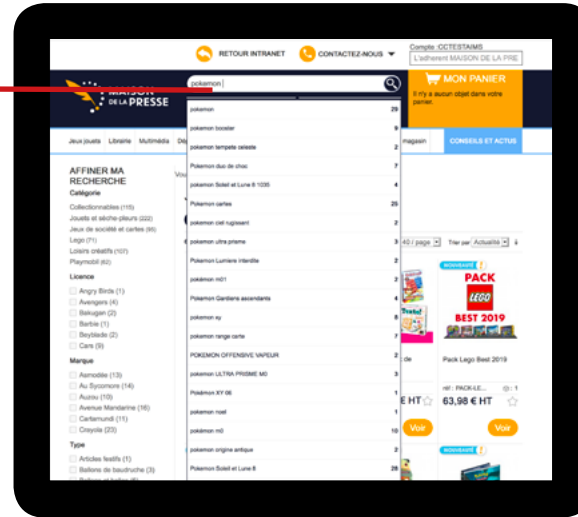 RETOUR INTRANET
CONTACTEZ-NOUS
Compte :CCTESTAIMS
L'adherent MAISON DE LA PRE
MAISON
DE LA PRESSE
pokemon
MON PANIER
Il n'y a aucun objet dans votre
panier.
Jeux jouets Librairie Multimédia
magasin
CONSEILS ET ACTUS
AFFINER MA
RECHERCHE
Catégorie
Collectionnables (115)
Jouets et sèche-pleurs (222)
Jeux de société et cartes (95)
Lego (71)
Loisirs créatifs (107)
Playmobil (62)
Licence
Angry Birds (1)
Avengers (4)
Bakugan (2)
Barbie (1)
Beyblade (2)
Cars (9)
Marque
Asmodée (13)
Au Sycomore (14)
Auzou (10)
Avenue Mandarine (16)
Cartamundi (11)
Crayola (23)
Type
Articles festifs (1)
Ballons de baudruche (3)
pokemon 29
pokemon booster 9
pokemon tempete celeste 2
Pokemon duo de choc 7
pokemon Soleil et Lune 8 1035 4
Pokemon cartes 25
pokemon ciel rugissant 2
pokemon ultra prisme 3
Pokemon Lumiere interdite 2
pokémon m01 2
Pokemon Gardiens ascendants 4
pokemon xy 8
pokemon range carte 7
POKEMON OFFENSIVE VAPEUR 2
pokemon ULTRA PRISME M0 3
Pokémon XY 06 1
pokemon noel 1
pokémon m0 10
pokemon origine antique 2
Pokemon Soleil et Lune 8 28
40 / page
Trier par Actualité
NOUVEAUTÉ
PACK
LEGO
BEST 2019
de
Pack Lego Best 2019
réf : PACK-LE...
: 1
€ HT
63,98 € HT
Voir
Voir
NOUVEAUTÉ